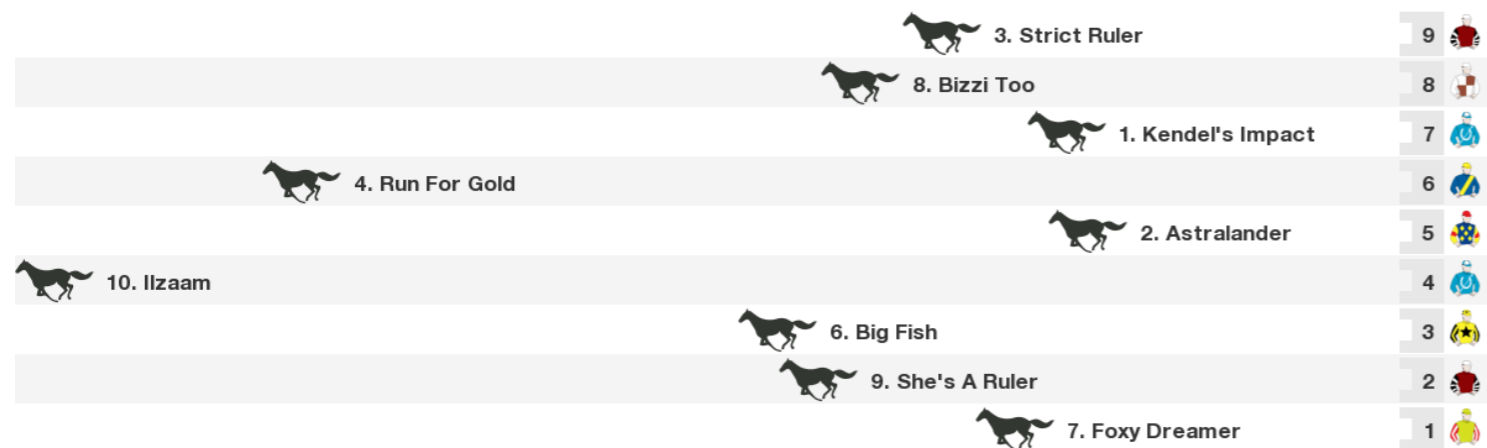 3. Strict Ruler 9
8. Bizzi Too 8
1. Kendel's Impact 7
4. Run For Gold 6
2. Astralander 5
10. Ilzaam 4
6. Big Fish 3
9. She's A Ruler 2
7. Foxy Dreamer 1